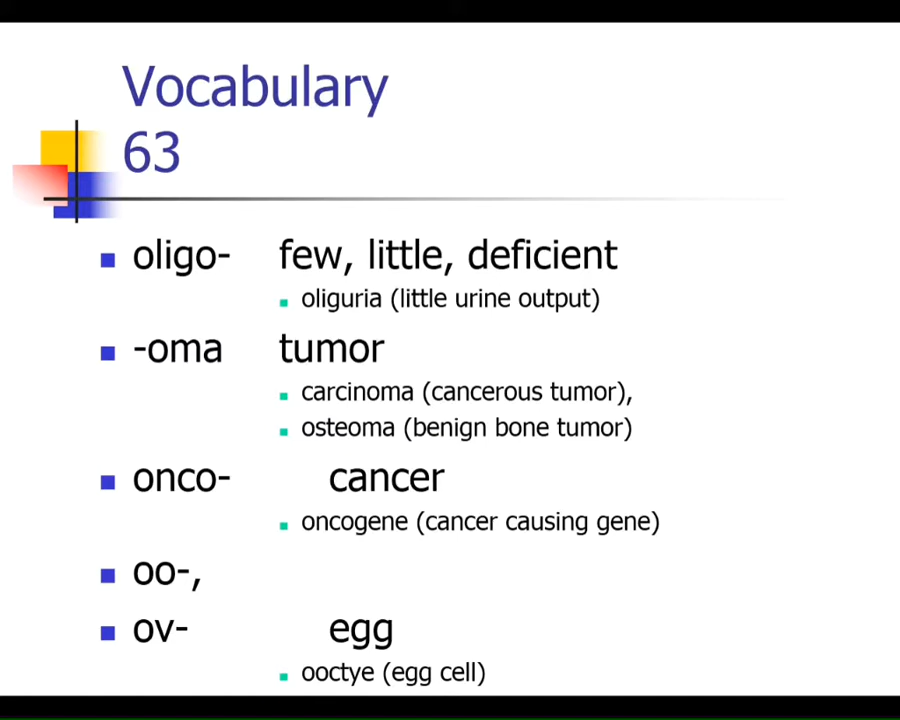 Vocabulary
63
oligo- few, little, deficient
oliguria (little urine output)
-oma tumor
carcinoma (cancerous tumor),
osteoma (benign bone tumor)
onco- cancer
oncogene (cancer causing gene)
oo-,
ov- egg
ooctye (egg cell)